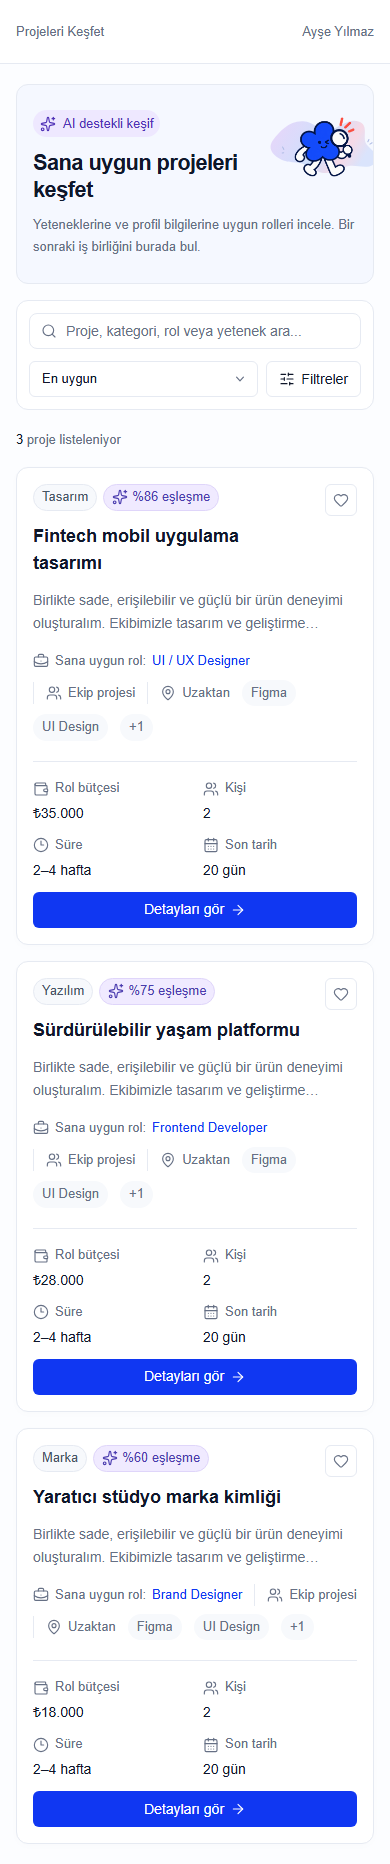 Projeleri Keşfet
Ayşe Yılmaz
AI destekli keşif
Sana uygun projeleri
keşfet
Yeteneklerine ve profil bilgilerine uygun rolleri incele. Bir
sonraki iş birliğini burada bul.
Proje, kategori, rol veya yetenek ara...
En uygun
Filtreler
3 proje listeleniyor
Tasarım
%86 eşleşme
Fintech mobil uygulama
tasarımı
Birlikte sade, erişilebilir ve güçlü bir ürün deneyimi
oluşturalım. Ekibimizle tasarım ve geliştirme…
Sana uygun rol: UI / UX Designer
Ekip projesi
Uzaktan
Figma
UI Design
+1
Rol bütçesi
Kişi
₺35.000
2
Süre
Son tarih
2–4 hafta
20 gün
Detayları gör
Yazılım
%75 eşleşme
Sürdürülebilir yaşam platformu
Birlikte sade, erişilebilir ve güçlü bir ürün deneyimi
oluşturalım. Ekibimizle tasarım ve geliştirme…
Sana uygun rol: Frontend Developer
Ekip projesi
Uzaktan
Figma
UI Design
+1
Rol bütçesi
Kişi
₺28.000
2
Süre
Son tarih
2–4 hafta
20 gün
Detayları gör
Marka
%60 eşleşme
Yaratıcı stüdyo marka kimliği
Birlikte sade, erişilebilir ve güçlü bir ürün deneyimi
oluşturalım. Ekibimizle tasarım ve geliştirme…
Sana uygun rol: Brand Designer
Ekip projesi
Uzaktan
Figma
UI Design
+1
Rol bütçesi
Kişi
₺18.000
2
Süre
Son tarih
2–4 hafta
20 gün
Detayları gör